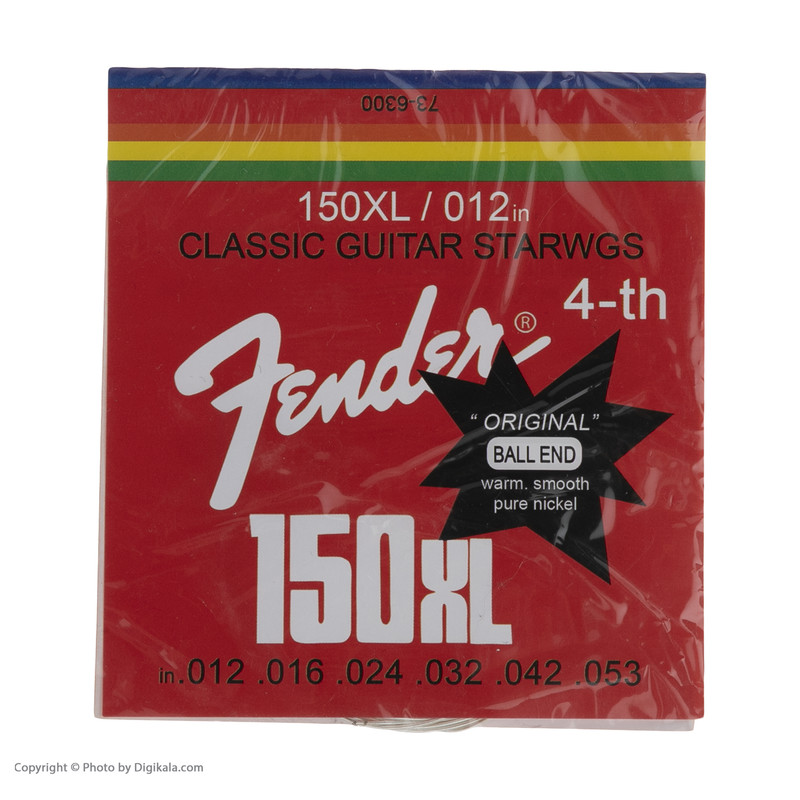 73-6300
150XL / 012in
CLASSIC GUITAR STARWGS
4-th
Fender®
" ORIGINAL"
BALL END
warm. smooth
pure nickel
150XL
in.012 .016 .024 .032 .042 .053
Copyright © Photo by Digikala.com